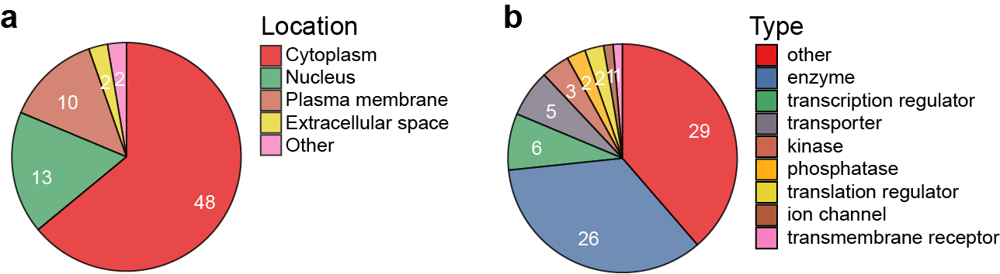 a
Location
Cytoplasm
Nucleus
Plasma membrane
Extracellular space
Other
48
13
10
2
2
b
Type
other
enzyme
transcription regulator
transporter
kinase
phosphatase
translation regulator
ion channel
transmembrane receptor
29
26
6
5
3
2
2
1
1